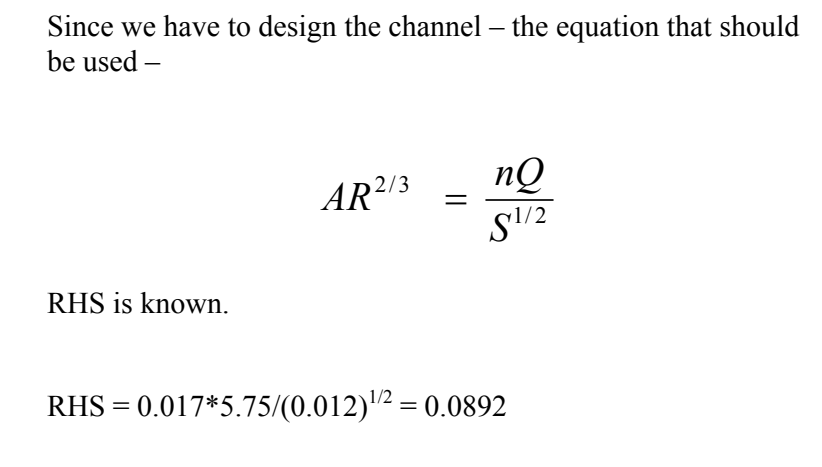 Since we have to design the channel – the equation that should
be used –
AR^{2/3} = \frac{nQ}{S^{1/2}}
RHS is known.
RHS = 0.017*5.75/(0.012)^{1/2} = 0.0892